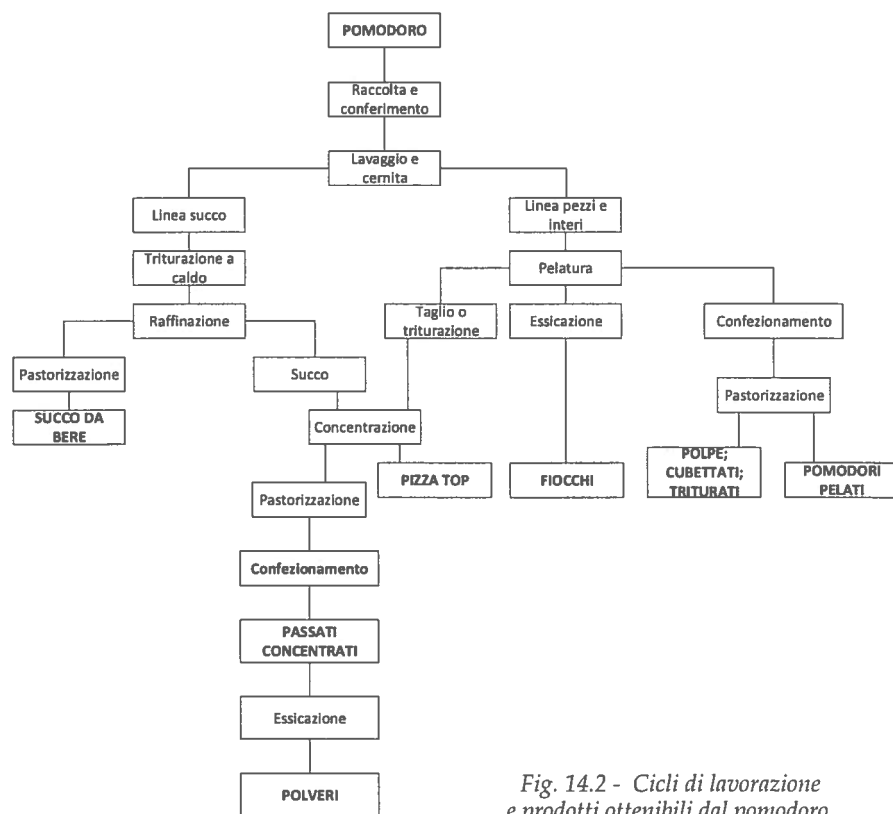 POMODORO
Raccolta e
conferimento
Lavaggio e
cernita
Linea succo
Linea pezzi e
interi
Triturazione a
caldo
Pelatura
Raffinazione
Taglio o
triturazione
Essicazione
Confezionamento
Pastorizzazione
Succo
Pastorizzazione
SUCCO DA
BERE
Concentrazione
PIZZA TOP
FIOCCHI
POLPE;
CUBETTATI;
TRITURATI
POMODORI
PELATI
Pastorizzazione
Confezionamento
PASSATI
CONCENTRATI
Essicazione
POLVERI
Fig. 14.2 - Cicli di lavorazione
e prodotti ottenibili dal pomodoro